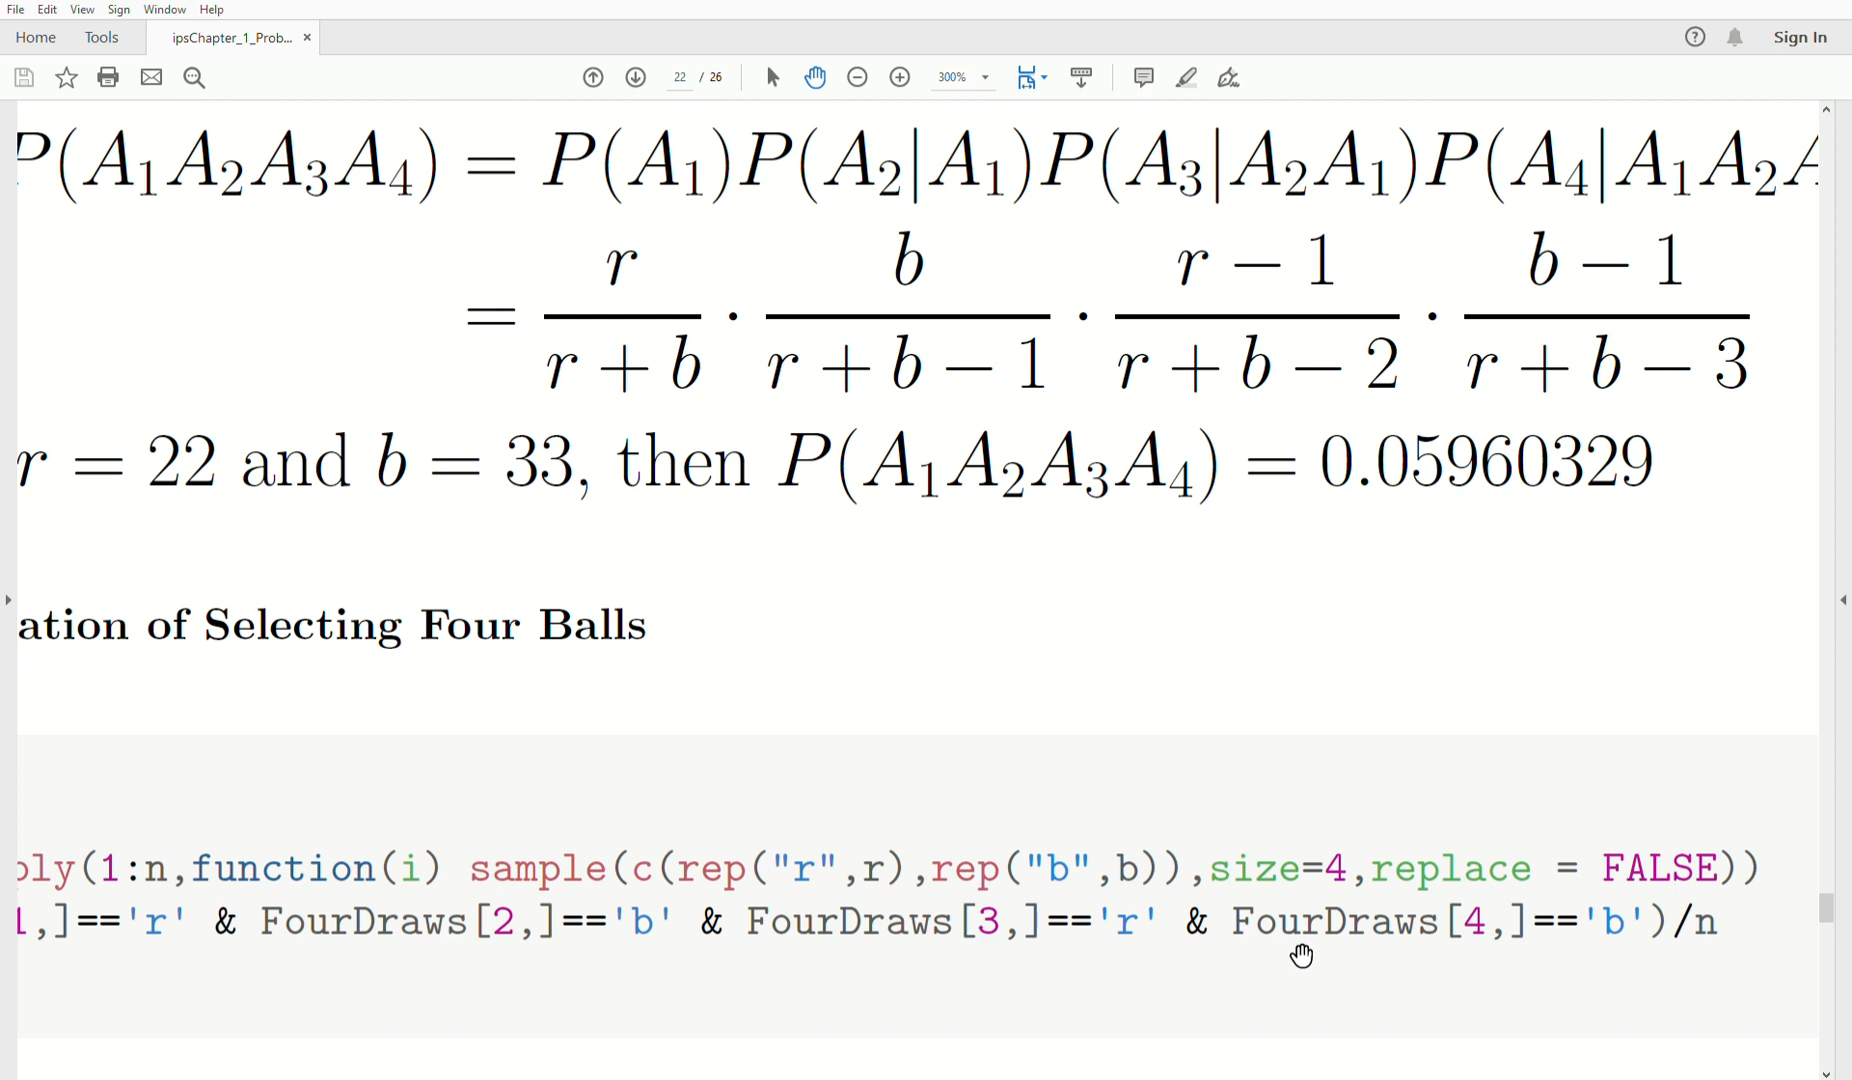 File Edit View Sign Window Help
Home Tools ipsChapter_1_Prob... × Sign In
22 / 26 300%
P(A₁A₂A₃A₄) = P(A₁)P(A₂|A₁)P(A₃|A₂A₁)P(A₄|A₁A₂A
= r/(r + b) · b/(r + b − 1) · (r − 1)/(r + b − 2) · (b − 1)/(r + b − 3)
r = 22 and b = 33, then P(A₁A₂A₃A₄) = 0.05960329
ation of Selecting Four Balls
ply(1:n,function(i) sample(c(rep("r",r),rep("b",b)),size=4,replace = FALSE))
1,]=='r' & FourDraws[2,]=='b' & FourDraws[3,]=='r' & FourDraws[4,]=='b')/n